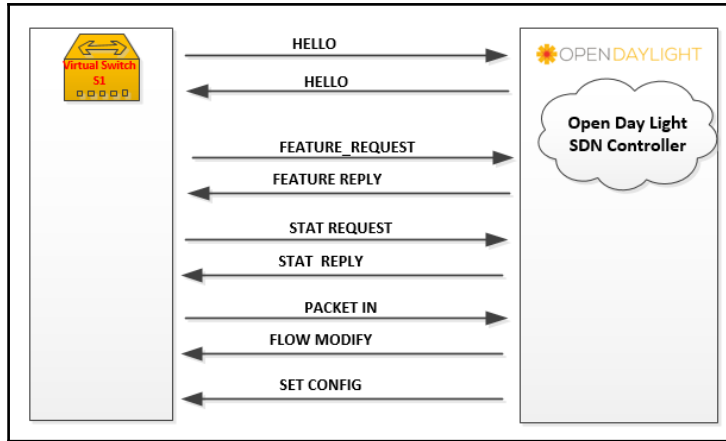 HELLO
OPENDAYLIGHT
Virtual Switch
S1
HELLO
Open Day Light
SDN Controller
FEATURE_REQUEST
FEATURE REPLY
STAT REQUEST
STAT REPLY
PACKET IN
FLOW MODIFY
SET CONFIG